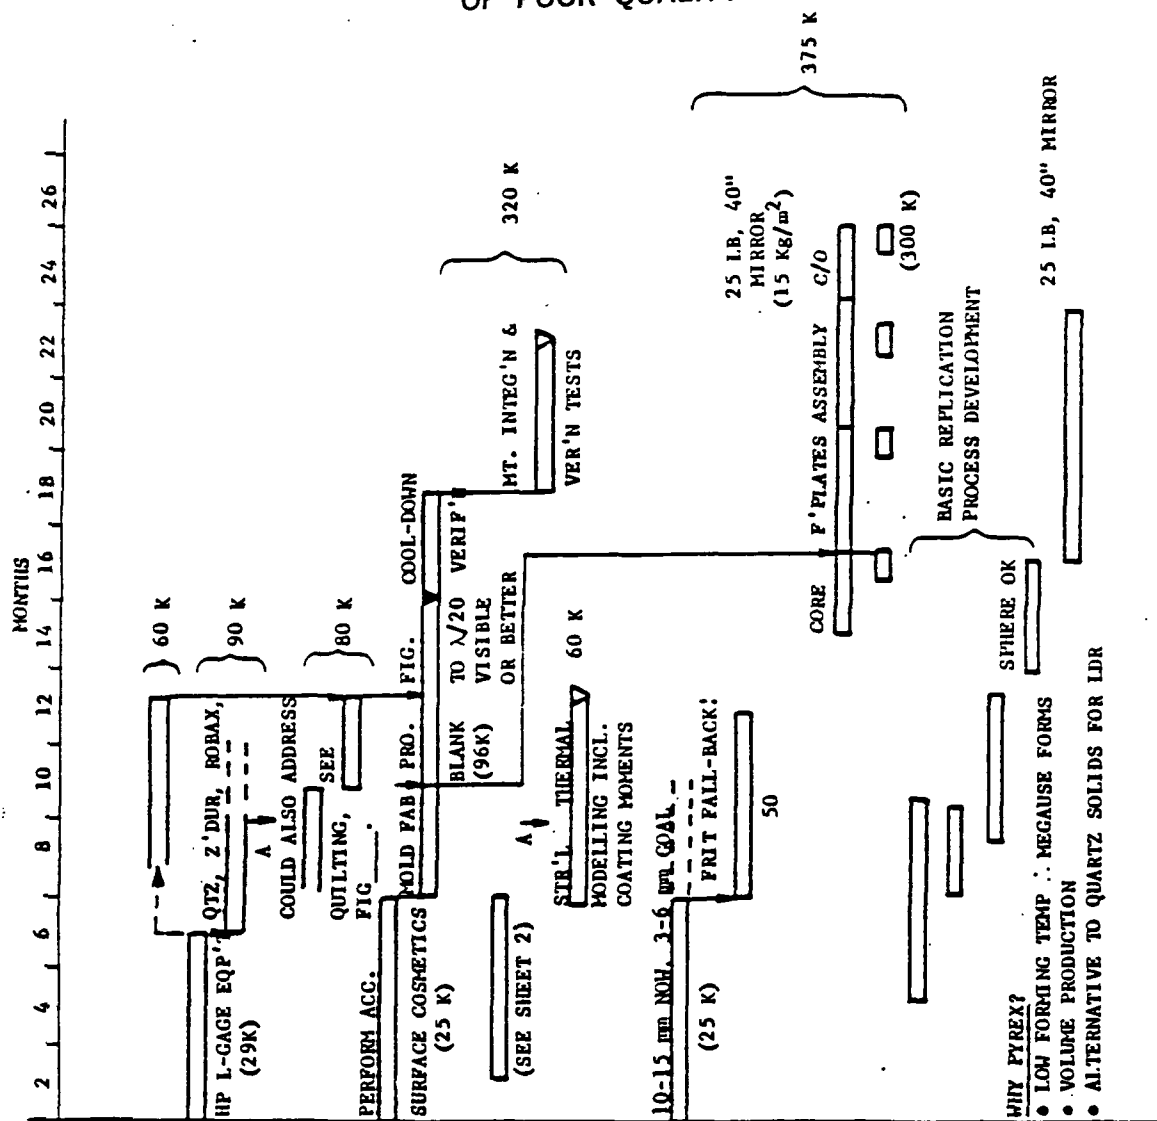 OF POOR QUALITY
MONTHS
2 4 6 8 10 12 14 16 18 20 22 24 26
60 K
90 K
80 K
320 K
375 K
HP L-GAGE EQP'T
(29K)
QTZ, Z'DUR, ROBAX,
A
COULD ALSO ADDRESS
QUILTING, SEE
FIG
PERFORM ACC.
SURFACE COSMETICS
(25 K)
MOLD FAB PRO. FIG. COOL-DOWN
BLANK
(96K)
TO λ/20 VERIF'
VISIBLE
OR BETTER
MT. INTEG'N &
VER'N TESTS
(SEE SHEET 2)
A
STR'L THERMAL
MODELLING INCL.
COATING MOMENTS
60 K
10-15 mm NOW. 3-6 mm GOAL
(25 K)
FRIT FALL-BACK!
50
25 LB, 40"
MIRROR
(15 Kg/m²)
CORE F'PLATES ASSEMBLY C/O
(300 K)
BASIC REPLICATION
PROCESS DEVELOPMENT
SPHERE OK
25 LB, 40" MIRROR
WHY PYREX?
• LOW FORMING TEMP ∴ MEGAUSE FORMS
• VOLUME PRODUCTION
• ALTERNATIVE TO QUARTZ SOLIDS FOR LDR